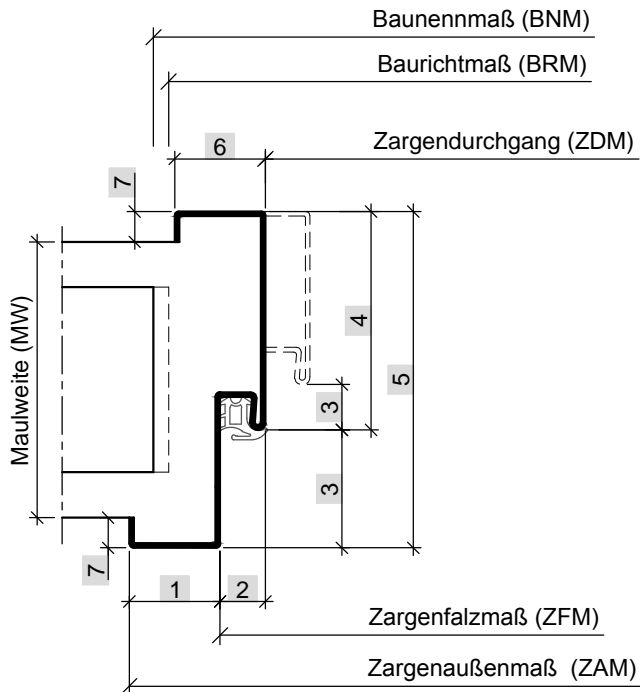 Baunennmaß (BNM)
Baurichtmaß (BRM)
6
Zargendurchgang (ZDM)
7
Maulweite (MW)
4
5
3
3
7
1
2
Zargenfalzmaß (ZFM)
Zargenaußenmaß (ZAM)